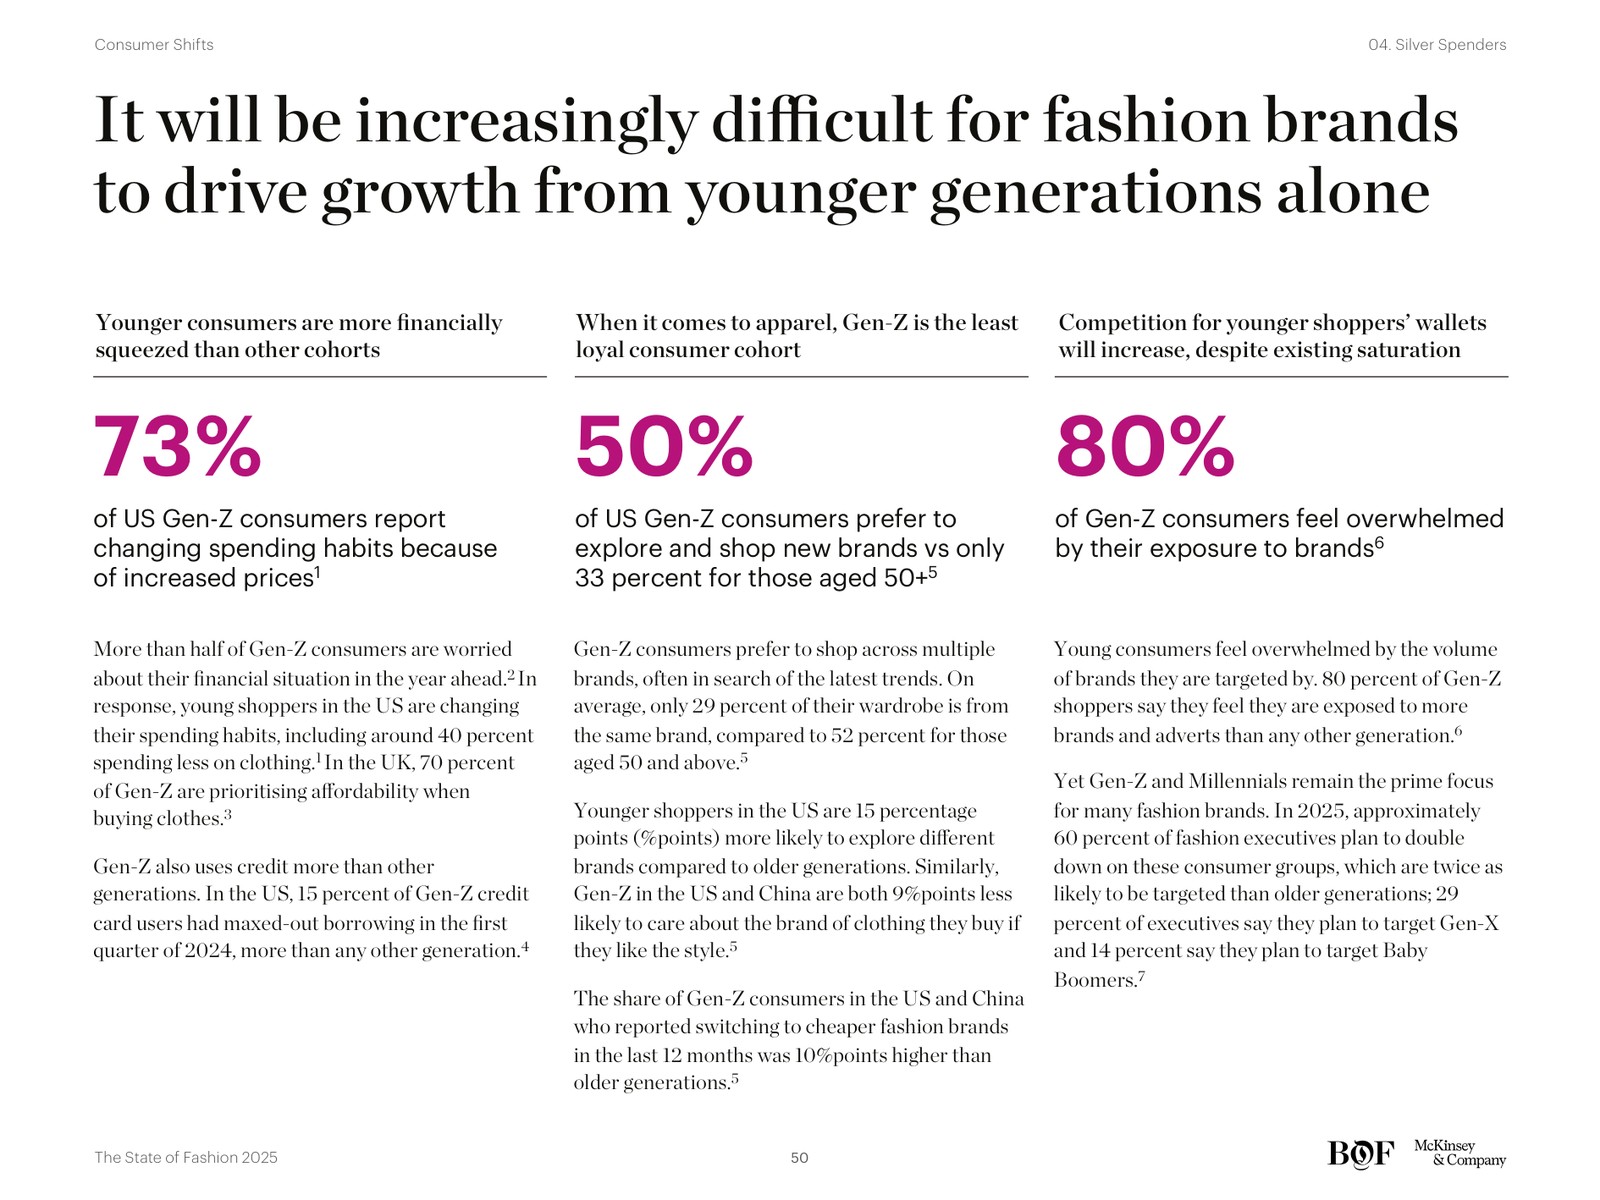 Consumer Shifts
04. Silver Spenders
It will be increasingly difficult for fashion brands
to drive growth from younger generations alone
Younger consumers are more financially
squeezed than other cohorts
73%
of US Gen-Z consumers report
changing spending habits because
of increased prices¹
More than half of Gen-Z consumers are worried
about their financial situation in the year ahead.² In
response, young shoppers in the US are changing
their spending habits, including around 40 percent
spending less on clothing.¹ In the UK, 70 percent
of Gen-Z are prioritising affordability when
buying clothes.³
Gen-Z also uses credit more than other
generations. In the US, 15 percent of Gen-Z credit
card users had maxed-out borrowing in the first
quarter of 2024, more than any other generation.⁴
When it comes to apparel, Gen-Z is the least
loyal consumer cohort
50%
of US Gen-Z consumers prefer to
explore and shop new brands vs only
33 percent for those aged 50+⁵
Gen-Z consumers prefer to shop across multiple
brands, often in search of the latest trends. On
average, only 29 percent of their wardrobe is from
the same brand, compared to 52 percent for those
aged 50 and above.⁵
Younger shoppers in the US are 15 percentage
points (%points) more likely to explore different
brands compared to older generations. Similarly,
Gen-Z in the US and China are both 9%points less
likely to care about the brand of clothing they buy if
they like the style.⁵
The share of Gen-Z consumers in the US and China
who reported switching to cheaper fashion brands
in the last 12 months was 10%points higher than
older generations.⁵
Competition for younger shoppers’ wallets
will increase, despite existing saturation
80%
of Gen-Z consumers feel overwhelmed
by their exposure to brands⁶
Young consumers feel overwhelmed by the volume
of brands they are targeted by. 80 percent of Gen-Z
shoppers say they feel they are exposed to more
brands and adverts than any other generation.⁶
Yet Gen-Z and Millennials remain the prime focus
for many fashion brands. In 2025, approximately
60 percent of fashion executives plan to double
down on these consumer groups, which are twice as
likely to be targeted than older generations; 29
percent of executives say they plan to target Gen-X
and 14 percent say they plan to target Baby
Boomers.⁷
The State of Fashion 2025
50
BOF
McKinsey
& Company